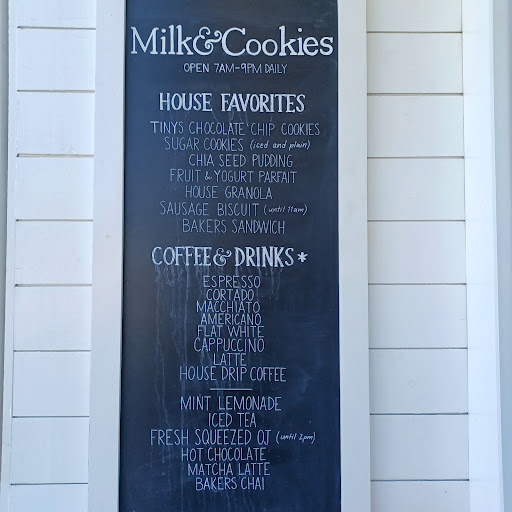 Milk&Cookies
OPEN 7AM-9PM DAILY
HOUSE FAVORITES
TINYS CHOCOLATE CHIP COOKIES
SUGAR COOKIES (iced and plain)
CHIA SEED PUDDING
FRUIT & YOGURT PARFAIT
HOUSE GRANOLA
SAUSAGE BISCUIT (until 11am)
BAKERS SANDWICH
COFFEE & DRINKS*
ESPRESSO
CORTADO
MACCHIATO
AMERICANO
FLAT WHITE
CAPPUCCINO
LATTE
HOUSE DRIP COFFEE
MINT LEMONADE
ICED TEA
FRESH SQUEEZED OJ (until 2pm)
HOT CHOCOLATE
MATCHA LATTE
BAKERS CHAI